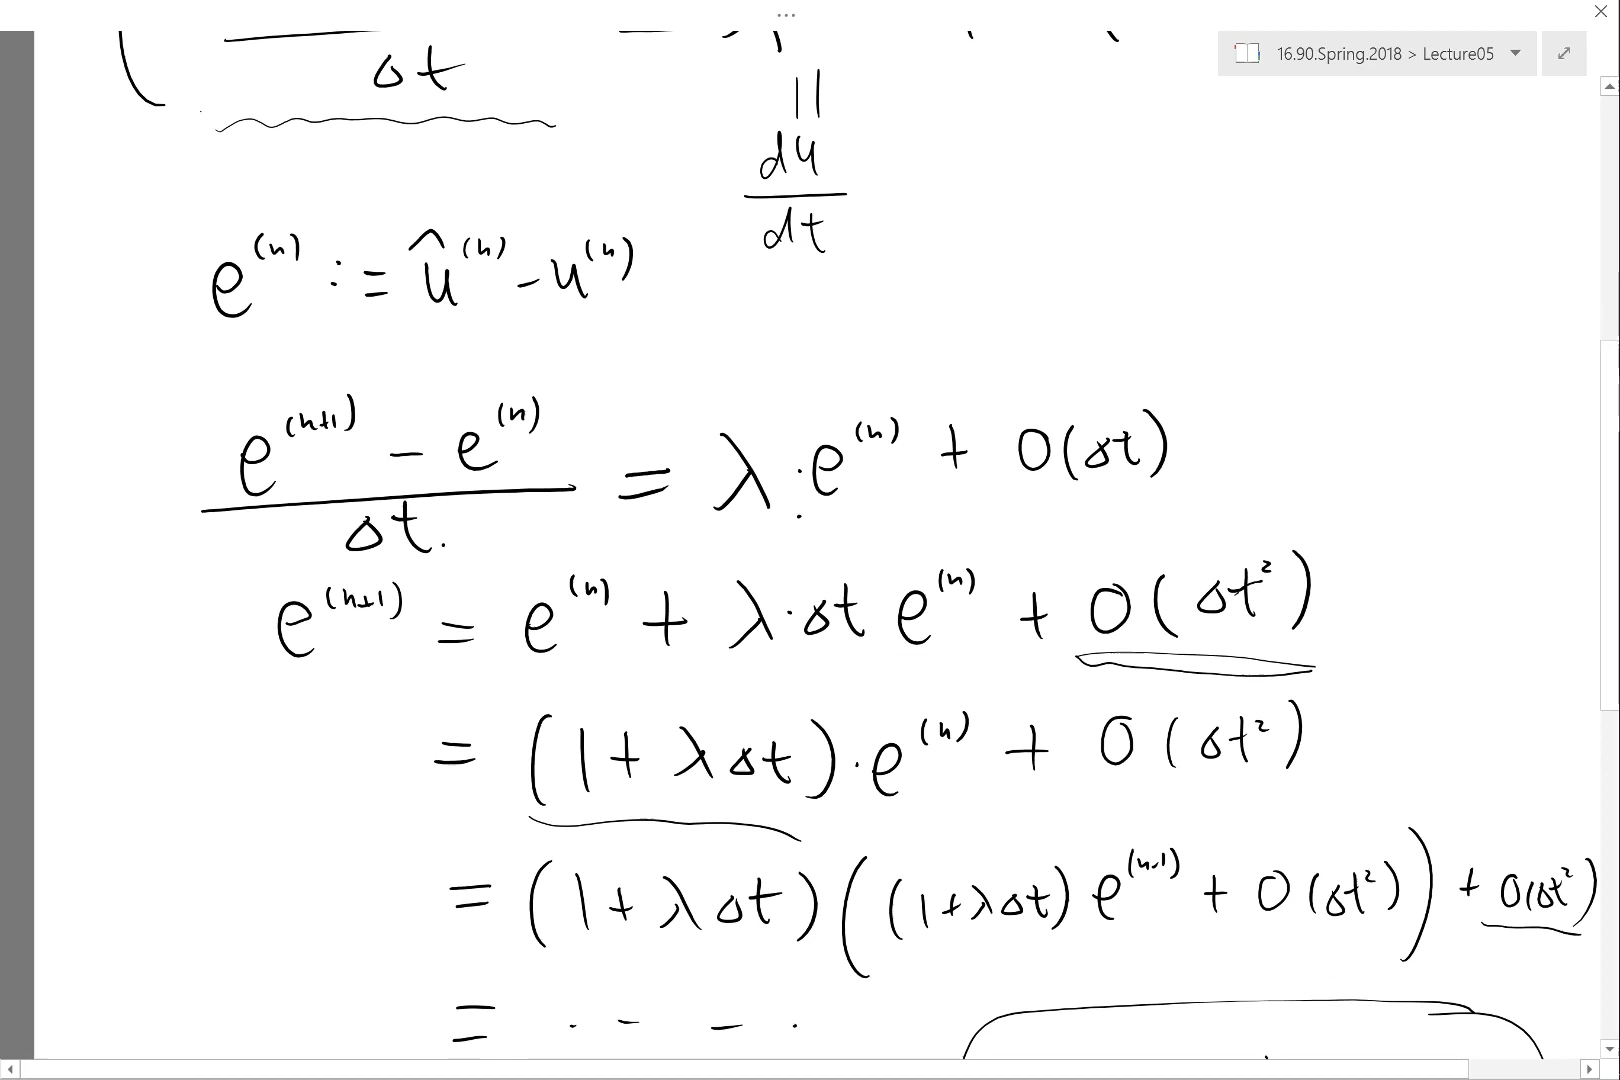 16.90.Spring.2018 > Lecture05
Δt
||
du
dt
e^(n) := û^(n) - u^(n)
e^(n+1) - e^(n)
Δt. = λ·e^(n) + O(Δt)
e^(n+1) = e^(n) + λ·Δt e^(n) + O(Δt²)
= (1+λΔt)·e^(n) + O(Δt²)
= (1+λΔt)((1+λΔt) e^(n-1) + O(Δt²)) + O(Δt²)
= . - - .